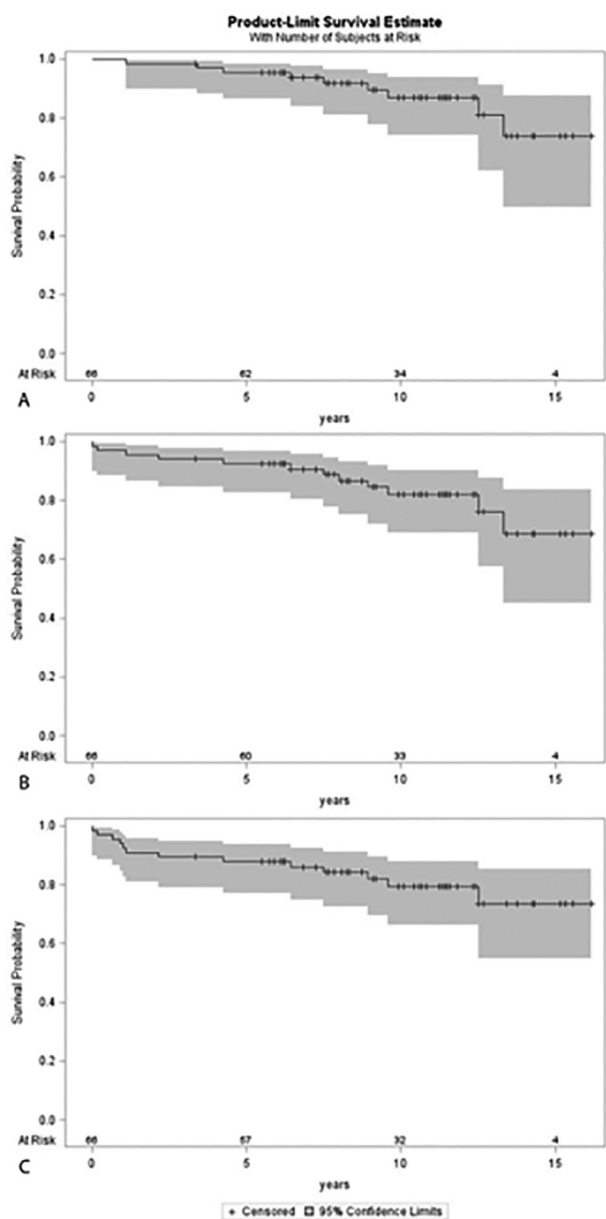 Product-Limit Survival Estimate
With Number of Subjects at Risk
1.0
0.8
0.6
0.4
0.2
0.0
Survival Probability
At Risk 66 62 34 4
A
0 5 10 15
years
1.0
0.8
0.6
0.4
0.2
0.0
Survival Probability
At Risk 66 60 33 4
B
0 5 10 15
years
1.0
0.8
0.6
0.4
0.2
0.0
Survival Probability
At Risk 66 57 32 4
C
0 5 10 15
years
+ Censored 95% Confidence Limits